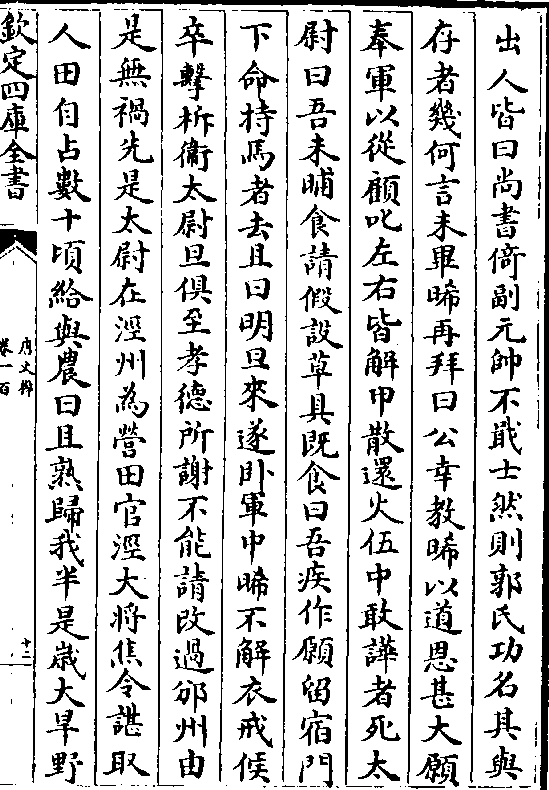 出人皆曰尚書倚副元帥不戢士然則郭氏功名其與
存者幾何言未畢晞再拜曰公幸教晞以道恩甚大願
奉軍以從顧叱左右皆解甲散還火伍中敢譁者死太
尉曰吾未晡食請假設草具既食曰吾疾作願留宿門
下命持馬者去且曰明旦來遂卧軍中晞不解衣戒候
卒擊柝衛太尉旦俱至孝德所謝不能請改過邠州由
是無禍先是太尉在涇州為營田官涇大將焦令諶取
人田自占數十頃給與農曰且熟歸我半是嵗大旱野
欽定四庫全書
唐文粹
卷一百
十二